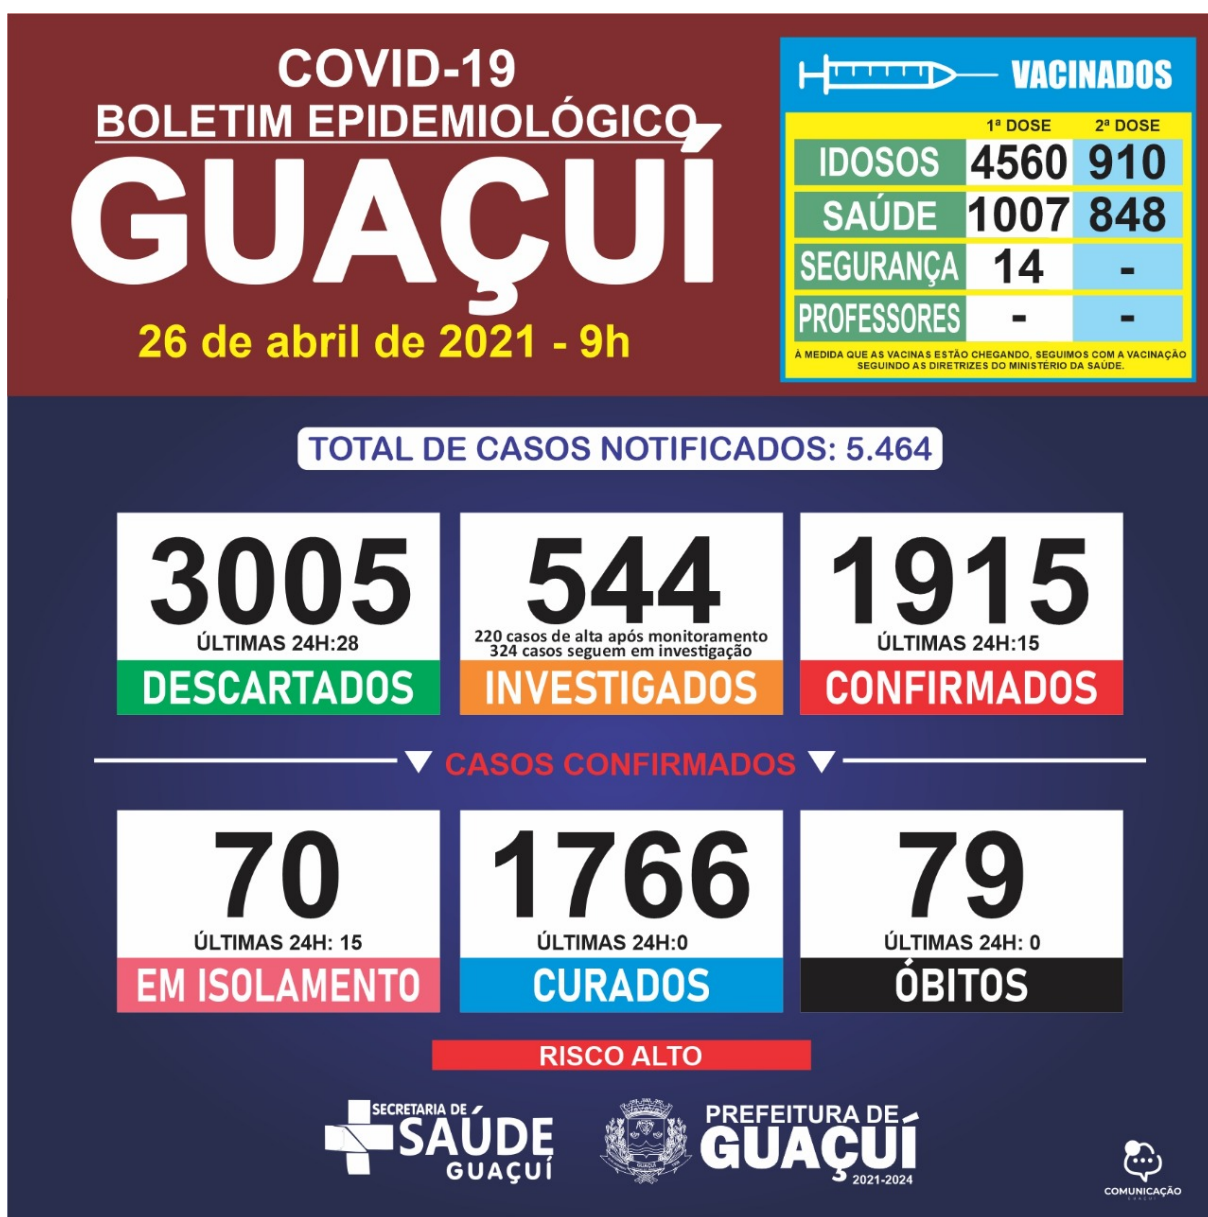 COVID-19
BOLETIM EPIDEMIOLÓGICO
GUAÇUÍ
26 de abril de 2021 - 9h
VACINADOS
1ª DOSE 2ª DOSE
IDOSOS 4560 910
SAÚDE 1007 848
SEGURANÇA 14 -
PROFESSORES - -
À MEDIDA QUE AS VACINAS ESTÃO CHEGANDO, SEGUIMOS COM A VACINAÇÃO
SEGUINDO AS DIRETRIZES DO MINISTÉRIO DA SAÚDE.
TOTAL DE CASOS NOTIFICADOS: 5.464
3005
ÚLTIMAS 24H:28
DESCARTADOS
544
220 casos de alta após monitoramento
324 casos seguem em investigação
INVESTIGADOS
1915
ÚLTIMAS 24H:15
CONFIRMADOS
CASOS CONFIRMADOS
70
ÚLTIMAS 24H: 15
EM ISOLAMENTO
1766
ÚLTIMAS 24H:0
CURADOS
79
ÚLTIMAS 24H: 0
ÓBITOS
RISCO ALTO
SECRETARIA DE
SAÚDE
GUAÇUÍ
PREFEITURA DE
GUAÇUÍ
2021-2024
COMUNICAÇÃO